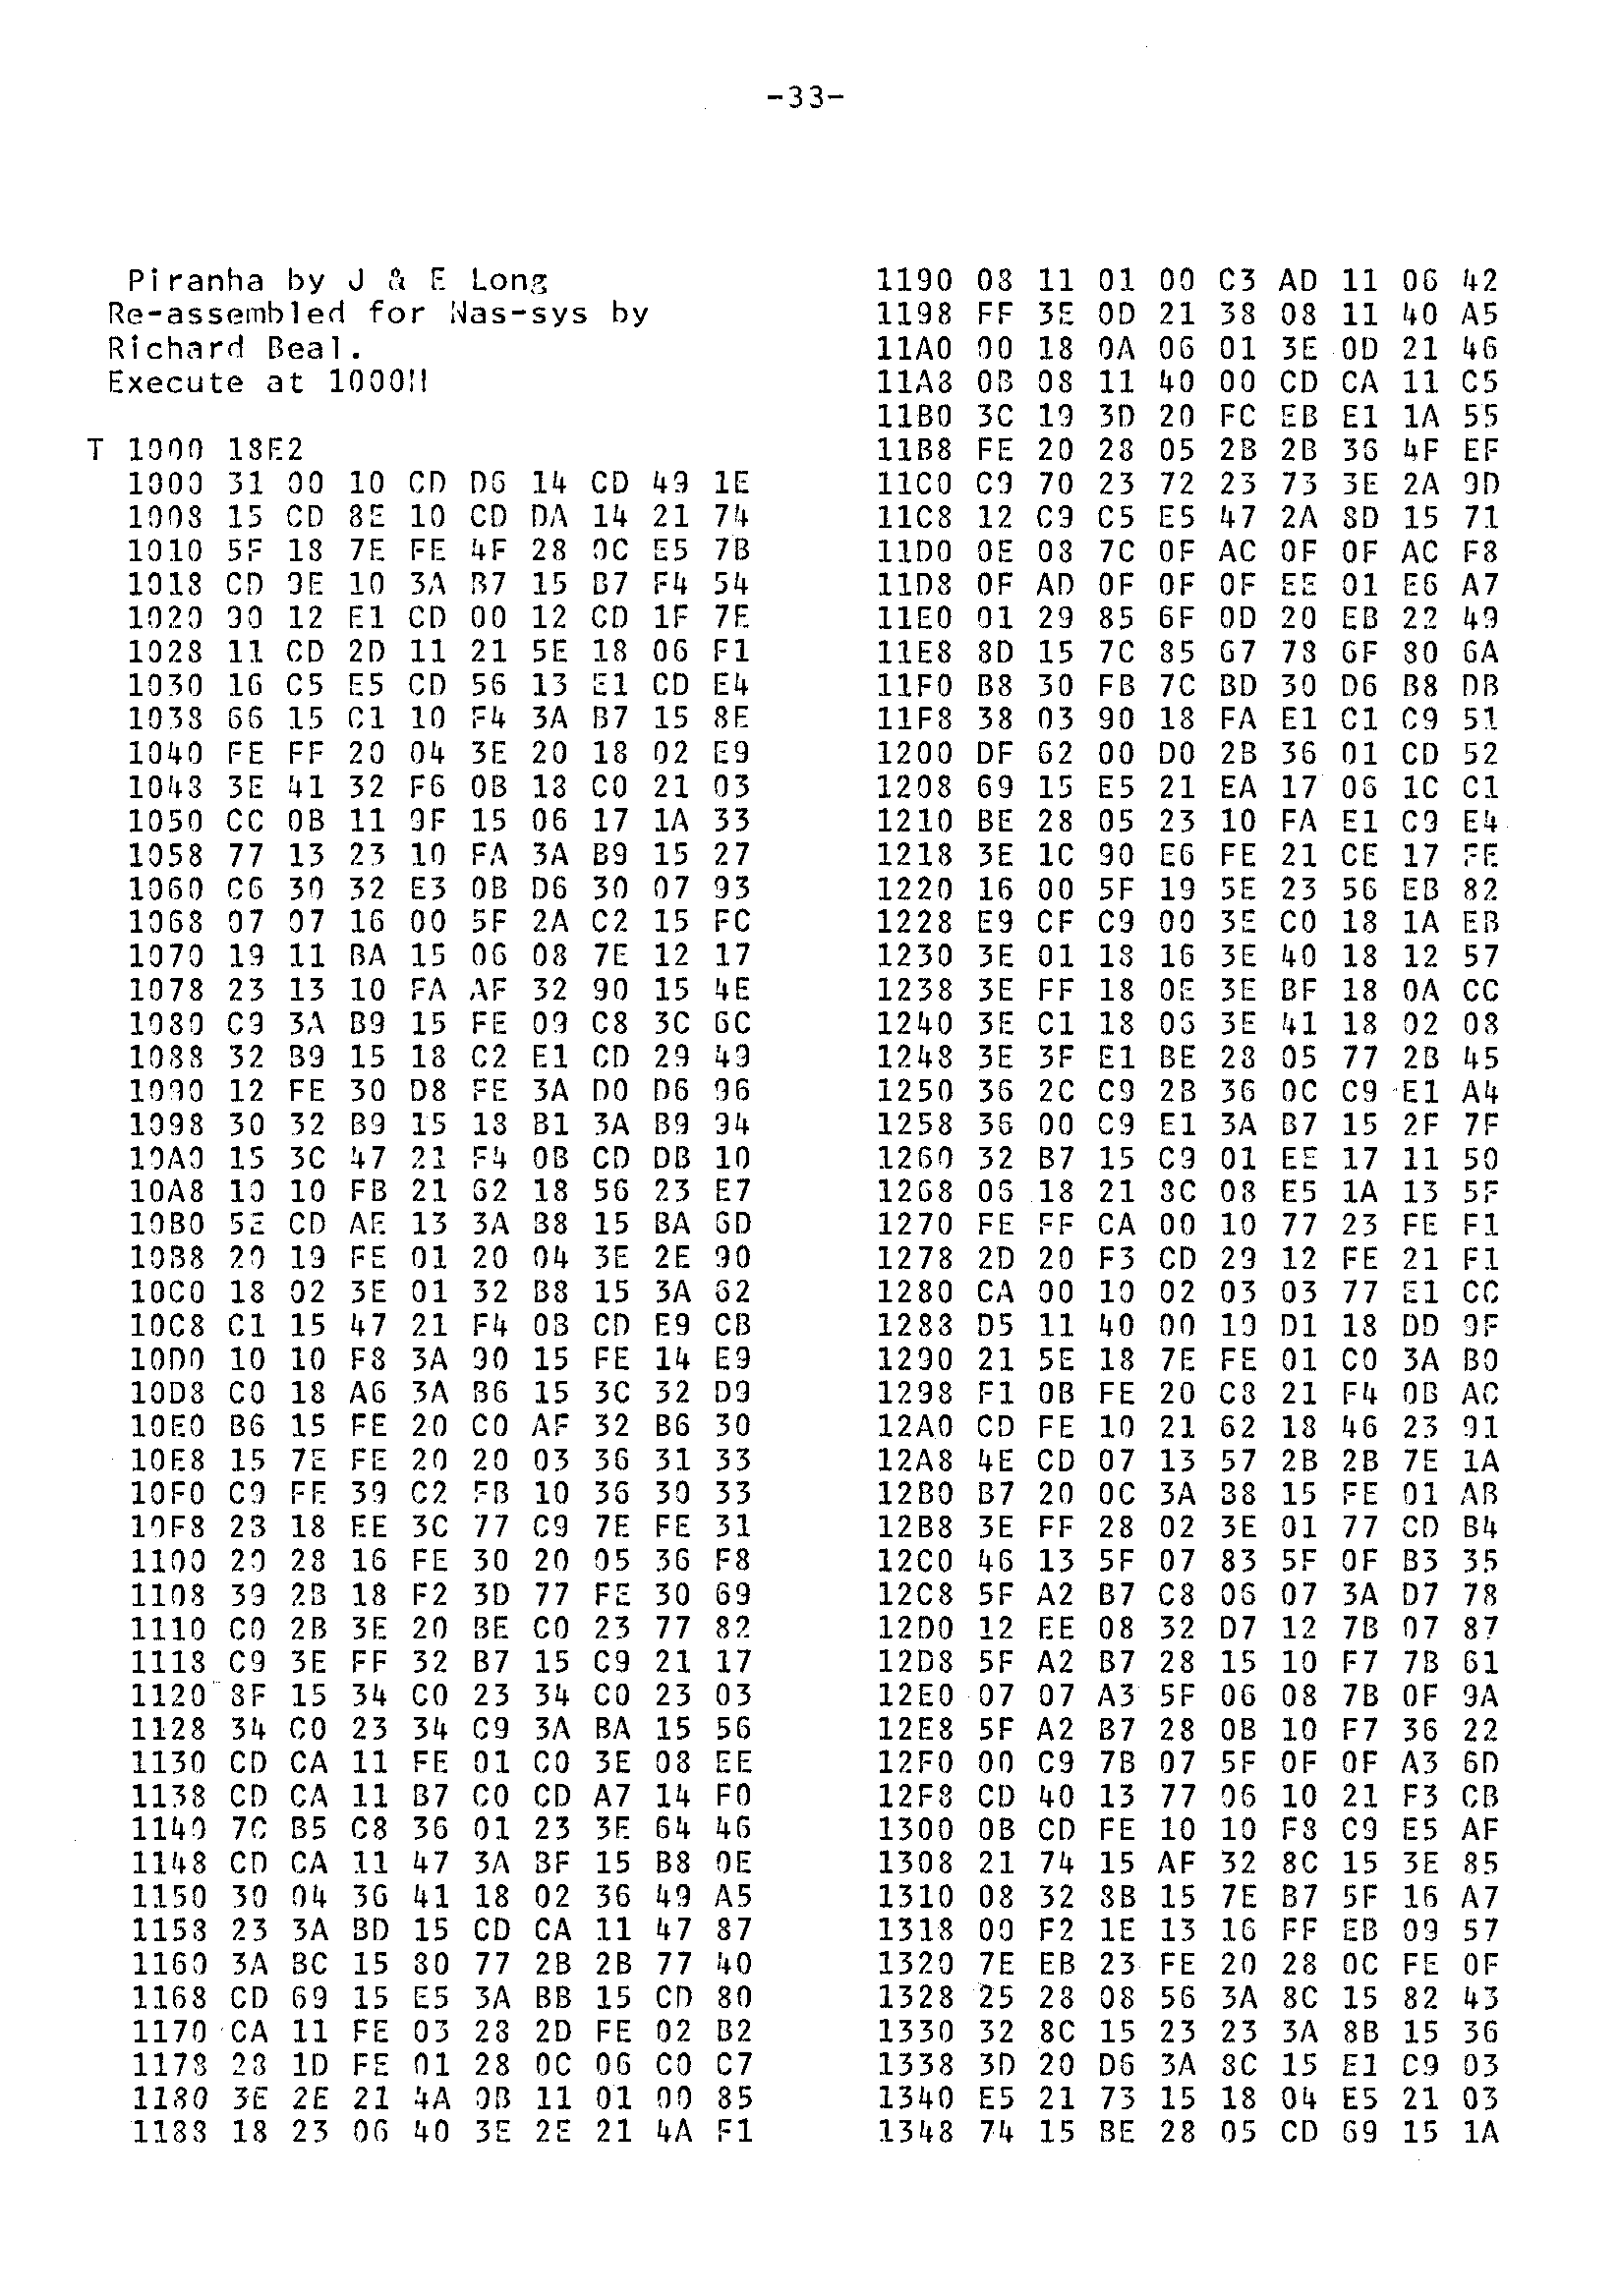 -33-
Piranha by J & E Long
Re-assembled for Nas-sys by
Richard Beal.
Execute at 1000!!
T 1000 18E2
1000 31 00 10 CD D6 14 CD 49 1E
1008 15 CD 8E 10 CD DA 14 21 74
1010 5F 18 7E FE 4F 28 0C E5 7B
1018 CD 9E 10 3A B7 15 B7 F4 54
1020 90 12 E1 CD 00 12 CD 1F 7E
1028 11 CD 2D 11 21 5E 18 06 F1
1030 16 C5 E5 CD 56 13 E1 CD E4
1038 66 15 C1 10 F4 3A B7 15 8E
1040 FE FF 20 04 3E 20 18 02 E9
1048 3E 41 32 F6 0B 18 C0 21 03
1050 CC 0B 11 9F 15 06 17 1A 33
1058 77 13 23 10 FA 3A B9 15 27
1060 C6 30 32 E3 0B D6 30 07 93
1068 07 07 16 00 5F 2A C2 15 FC
1070 19 11 BA 15 06 08 7E 12 17
1078 23 13 10 FA AF 32 90 15 4E
1080 C9 3A B9 15 FE 09 C8 3C 6C
1088 32 B9 15 18 C2 E1 CD 29 49
1090 12 FE 30 D8 FE 3A D0 D6 96
1098 30 32 B9 15 18 B1 3A B9 94
10A0 15 3C 47 21 F4 0B CD DB 10
10A8 10 10 FB 21 62 18 56 23 E7
10B0 5E CD AE 13 3A B8 15 BA 6D
10B8 20 19 FE 01 20 04 3E 2E 90
10C0 18 02 3E 01 32 B8 15 3A 62
10C8 C1 15 47 21 F4 0B CD E9 CB
10D0 10 10 F8 3A 90 15 FE 14 E9
10D8 C0 18 A6 3A B6 15 3C 32 D9
10E0 B6 15 FE 20 C0 AF 32 B6 30
10E8 15 7E FE 20 20 03 36 31 33
10F0 C9 FE 39 C2 FB 10 36 30 33
10F8 2B 18 EE 3C 77 C9 7E FE 31
1100 20 28 16 FE 30 20 05 36 F8
1108 39 2B 18 F2 3D 77 FE 30 69
1110 C0 2B 3E 20 BE C0 23 77 82
1118 C9 3E FF 32 B7 15 C9 21 17
1120 8F 15 34 C0 23 34 C0 23 03
1128 34 C0 23 34 C9 3A BA 15 56
1130 CD CA 11 FE 01 C0 3E 08 EE
1138 CD CA 11 B7 C0 CD A7 14 F0
1140 7C B5 C8 36 01 23 3E 64 46
1148 CD CA 11 47 3A BF 15 B8 0E
1150 30 04 36 41 18 02 36 49 A5
1158 23 3A BD 15 CD CA 11 47 87
1160 3A BC 15 80 77 2B 2B 77 40
1168 CD 69 15 E5 3A BB 15 CD 80
1170 CA 11 FE 03 28 2D FE 02 B2
1178 28 1D FE 01 28 0C 06 C0 C7
1180 3E 2E 21 4A 0B 11 01 00 85
1188 18 23 06 40 3E 2E 21 4A F1
1190 08 11 01 00 C3 AD 11 06 42
1198 FF 3E 0D 21 38 08 11 40 A5
11A0 00 18 0A 06 01 3E 0D 21 46
11A8 0B 08 11 40 00 CD CA 11 C5
11B0 3C 19 3D 20 FC EB E1 1A 55
11B8 FE 20 28 05 2B 2B 36 4F EF
11C0 C9 70 23 72 23 73 3E 2A 9D
11C8 12 C9 C5 E5 47 2A 8D 15 71
11D0 0E 08 7C 0F AC 0F 0F AC F8
11D8 0F AD 0F 0F 0F EE 01 E6 A7
11E0 01 29 85 6F 0D 20 EB 22 49
11E8 8D 15 7C 85 67 78 6F 80 6A
11F0 B8 30 FB 7C BD 30 D6 B8 DB
11F8 38 03 90 18 FA E1 C1 C9 51
1200 DF 62 00 D0 2B 36 01 CD 52
1208 69 15 E5 21 EA 17 06 1C C1
1210 BE 28 05 23 10 FA E1 C9 E4
1218 3E 1C 90 E6 FE 21 CE 17 FE
1220 16 00 5F 19 5E 23 56 EB 82
1228 E9 CF C9 00 3E C0 18 1A EB
1230 3E 01 18 16 3E 40 18 12 57
1238 3E FF 18 0E 3E BF 18 0A CC
1240 3E C1 18 06 3E 41 18 02 08
1248 3E 3F E1 BE 28 05 77 2B 45
1250 36 2C C9 2B 36 0C C9 E1 A4
1258 36 00 C9 E1 3A B7 15 2F 7F
1260 32 B7 15 C9 01 EE 17 11 50
1268 05 18 21 8C 08 E5 1A 13 5F
1270 FE FF CA 00 10 77 23 FE F1
1278 2D 20 F3 CD 29 12 FE 21 F1
1280 CA 00 10 02 03 03 77 E1 CC
1288 D5 11 40 00 19 D1 18 DD 9F
1290 21 5E 18 7E FE 01 C0 3A B0
1298 F1 0B FE 20 C8 21 F4 0B AC
12A0 CD FE 10 21 62 18 46 23 91
12A8 4E CD 07 13 57 2B 2B 7E 1A
12B0 B7 20 0C 3A B8 15 FE 01 AB
12B8 3E FF 28 02 3E 01 77 CD B4
12C0 46 13 5F 07 83 5F 0F B3 35
12C8 5F A2 B7 C8 06 07 3A D7 78
12D0 12 EE 08 32 D7 12 7B 07 87
12D8 5F A2 B7 28 15 10 F7 7B 61
12E0 07 07 A3 5F 06 08 7B 0F 9A
12E8 5F A2 B7 28 0B 10 F7 36 22
12F0 00 C9 7B 07 5F 0F 0F A3 6D
12F8 CD 40 13 77 06 10 21 F3 CB
1300 0B CD FE 10 10 F8 C9 E5 AF
1308 21 74 15 AF 32 8C 15 3E 85
1310 08 32 8B 15 7E B7 5F 16 A7
1318 00 F2 1E 13 16 FF EB 09 57
1320 7E EB 23 FE 20 28 0C FE 0F
1328 25 28 08 56 3A 8C 15 82 43
1330 32 8C 15 23 23 3A 8B 15 36
1338 3D 20 D6 3A 8C 15 E1 C9 03
1340 E5 21 73 15 18 04 E5 21 03
1348 74 15 BE 28 05 CD 69 15 1A